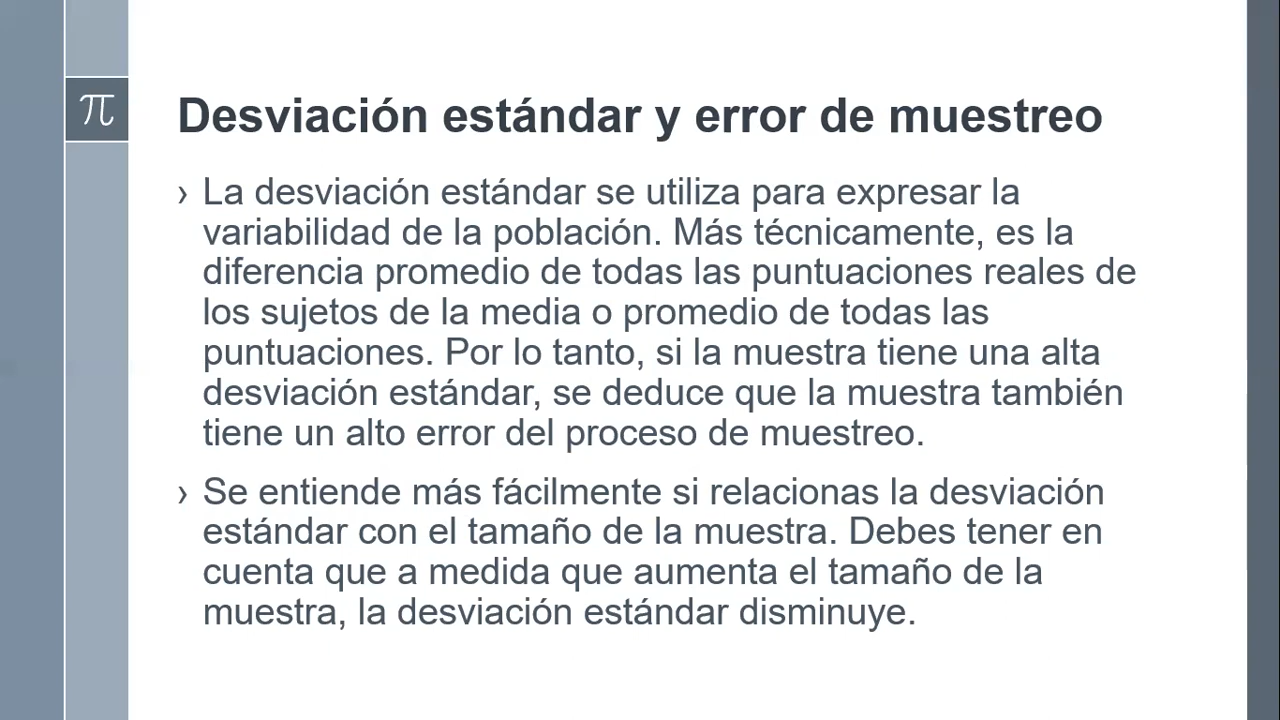 π
Desviación estándar y error de muestreo
› La desviación estándar se utiliza para expresar la
variabilidad de la población. Más técnicamente, es la
diferencia promedio de todas las puntuaciones reales de
los sujetos de la media o promedio de todas las
puntuaciones. Por lo tanto, si la muestra tiene una alta
desviación estándar, se deduce que la muestra también
tiene un alto error del proceso de muestreo.
› Se entiende más fácilmente si relacionas la desviación
estándar con el tamaño de la muestra. Debes tener en
cuenta que a medida que aumenta el tamaño de la
muestra, la desviación estándar disminuye.